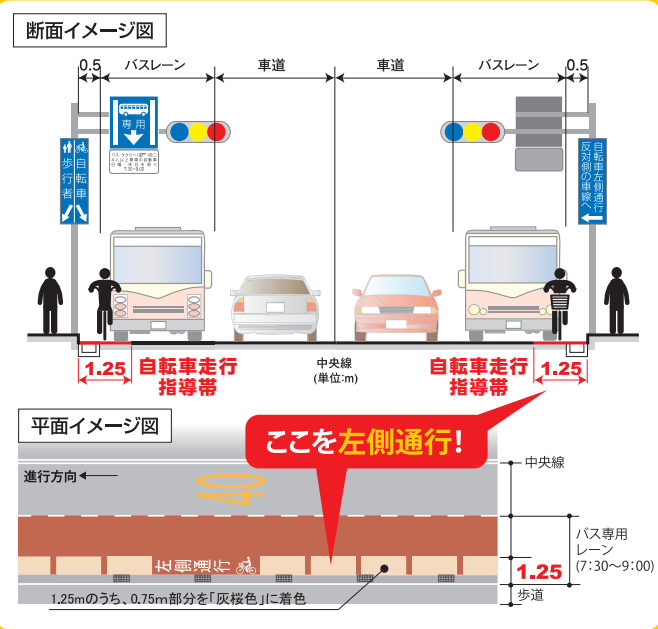 断面イメージ図
0.5
バスレーン
車道
車道
バスレーン
0.5
専用
7:30-9:00
歩行者
自転車
自転車左側通行
反対側の車線へ
1.25
自転車走行
指導帯
中央線
(単位:m)
自転車走行
指導帯
1.25
平面イメージ図
ここを左側通行!
進行方向
中央線
左側通行
バス専用
レーン
(7:30～9:00)
1.25
歩道
1.25mのうち、0.75m部分を「灰桜色」に着色